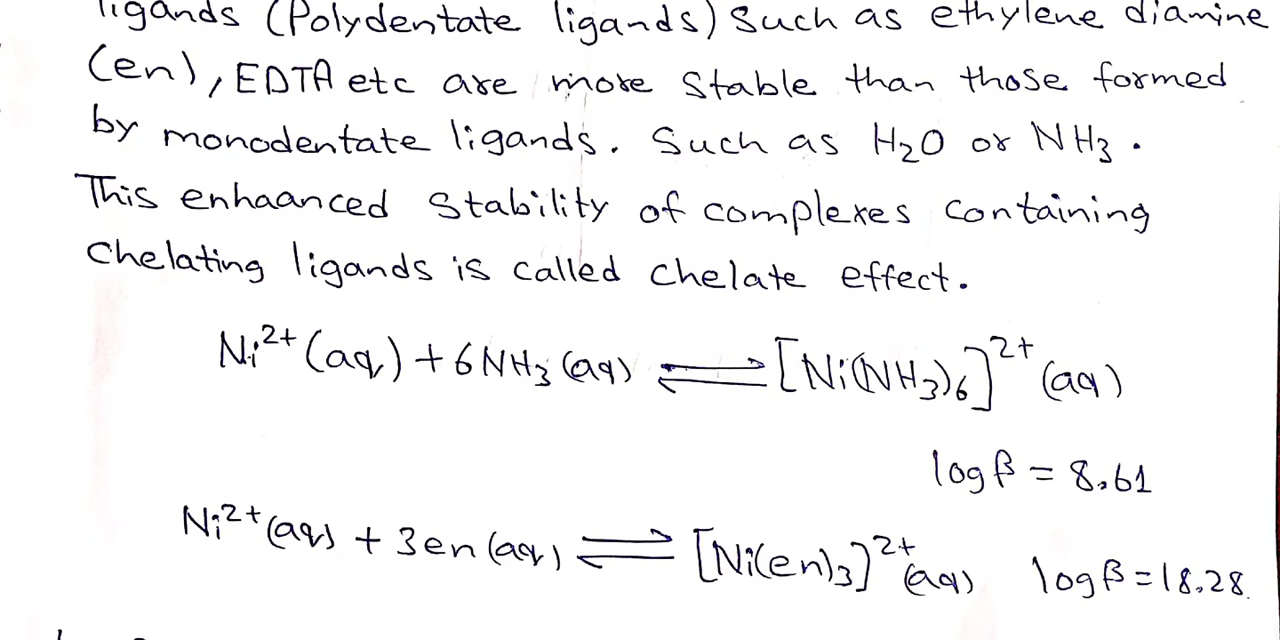 ligands (Polydentate ligands) Such as ethylene diamine
(en), EDTA etc are more stable than those formed
by monodentate ligands. Such as H₂O or NH₃.
This enhaanced stability of complexes containing
chelating ligands is called chelate effect.
Ni²⁺(aq) + 6NH₃(aq) ⇌ [Ni(NH₃)₆]²⁺(aq)
logβ = 8.61
Ni²⁺(aq) + 3en(aq) ⇌ [Ni(en)₃]²⁺(aq) logβ = 18.28